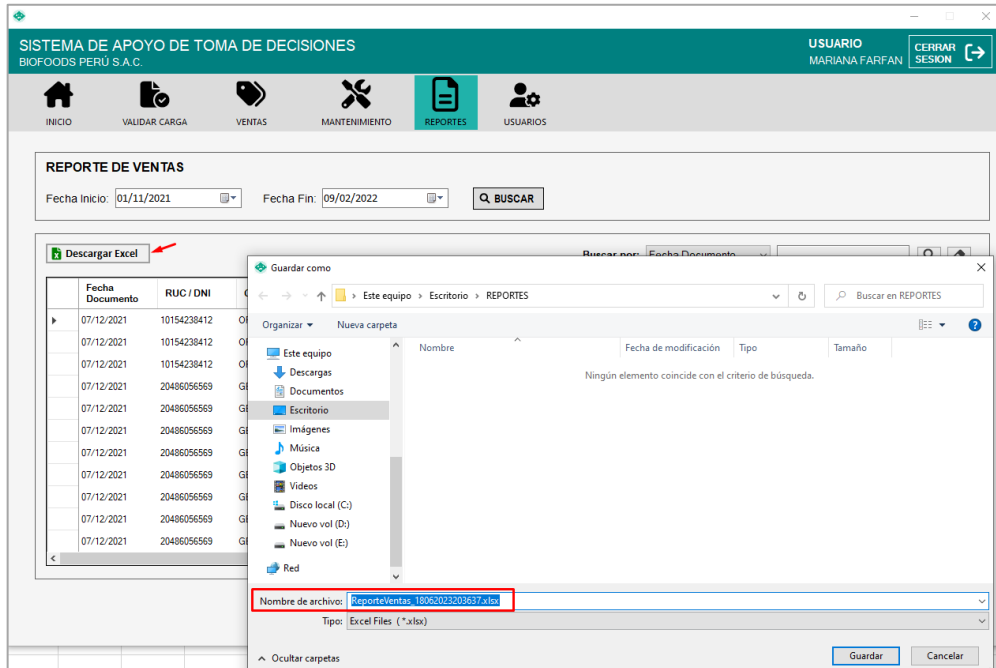 SISTEMA DE APOYO DE TOMA DE DECISIONES
BIOFOODS PERÚ S.A.C.
USUARIO
MARIANA FARFAN
CERRAR
SESION
INICIO
VALIDAR CARGA
VENTAS
MANTENIMIENTO
REPORTES
USUARIOS
REPORTE DE VENTAS
Fecha Inicio: 01/11/2021 Fecha Fin: 09/02/2022 BUSCAR
Descargar Excel
Buscar por: Fecha Documento
Fecha Documento RUC / DNI
07/12/2021 10154238412
07/12/2021 10154238412
07/12/2021 10154238412
07/12/2021 20486056569
07/12/2021 20486056569
07/12/2021 20486056569
07/12/2021 20486056569
07/12/2021 20486056569
07/12/2021 20486056569
07/12/2021 20486056569
07/12/2021 20486056569
Guardar como
Este equipo > Escritorio > REPORTES
Buscar en REPORTES
Organizar Nueva carpeta
Este equipo
Descargas
Documentos
Escritorio
Imágenes
Música
Objetos 3D
Videos
Disco local (C:)
Nuevo vol (D:)
Nuevo vol (E:)
Red
Nombre Fecha de modificación Tipo Tamaño
Ningún elemento coincide con el criterio de búsqueda.
Nombre de archivo: ReporteVentas_18062023203637.xlsx
Tipo: Excel Files (*.xlsx)
Ocultar carpetas
Guardar Cancelar